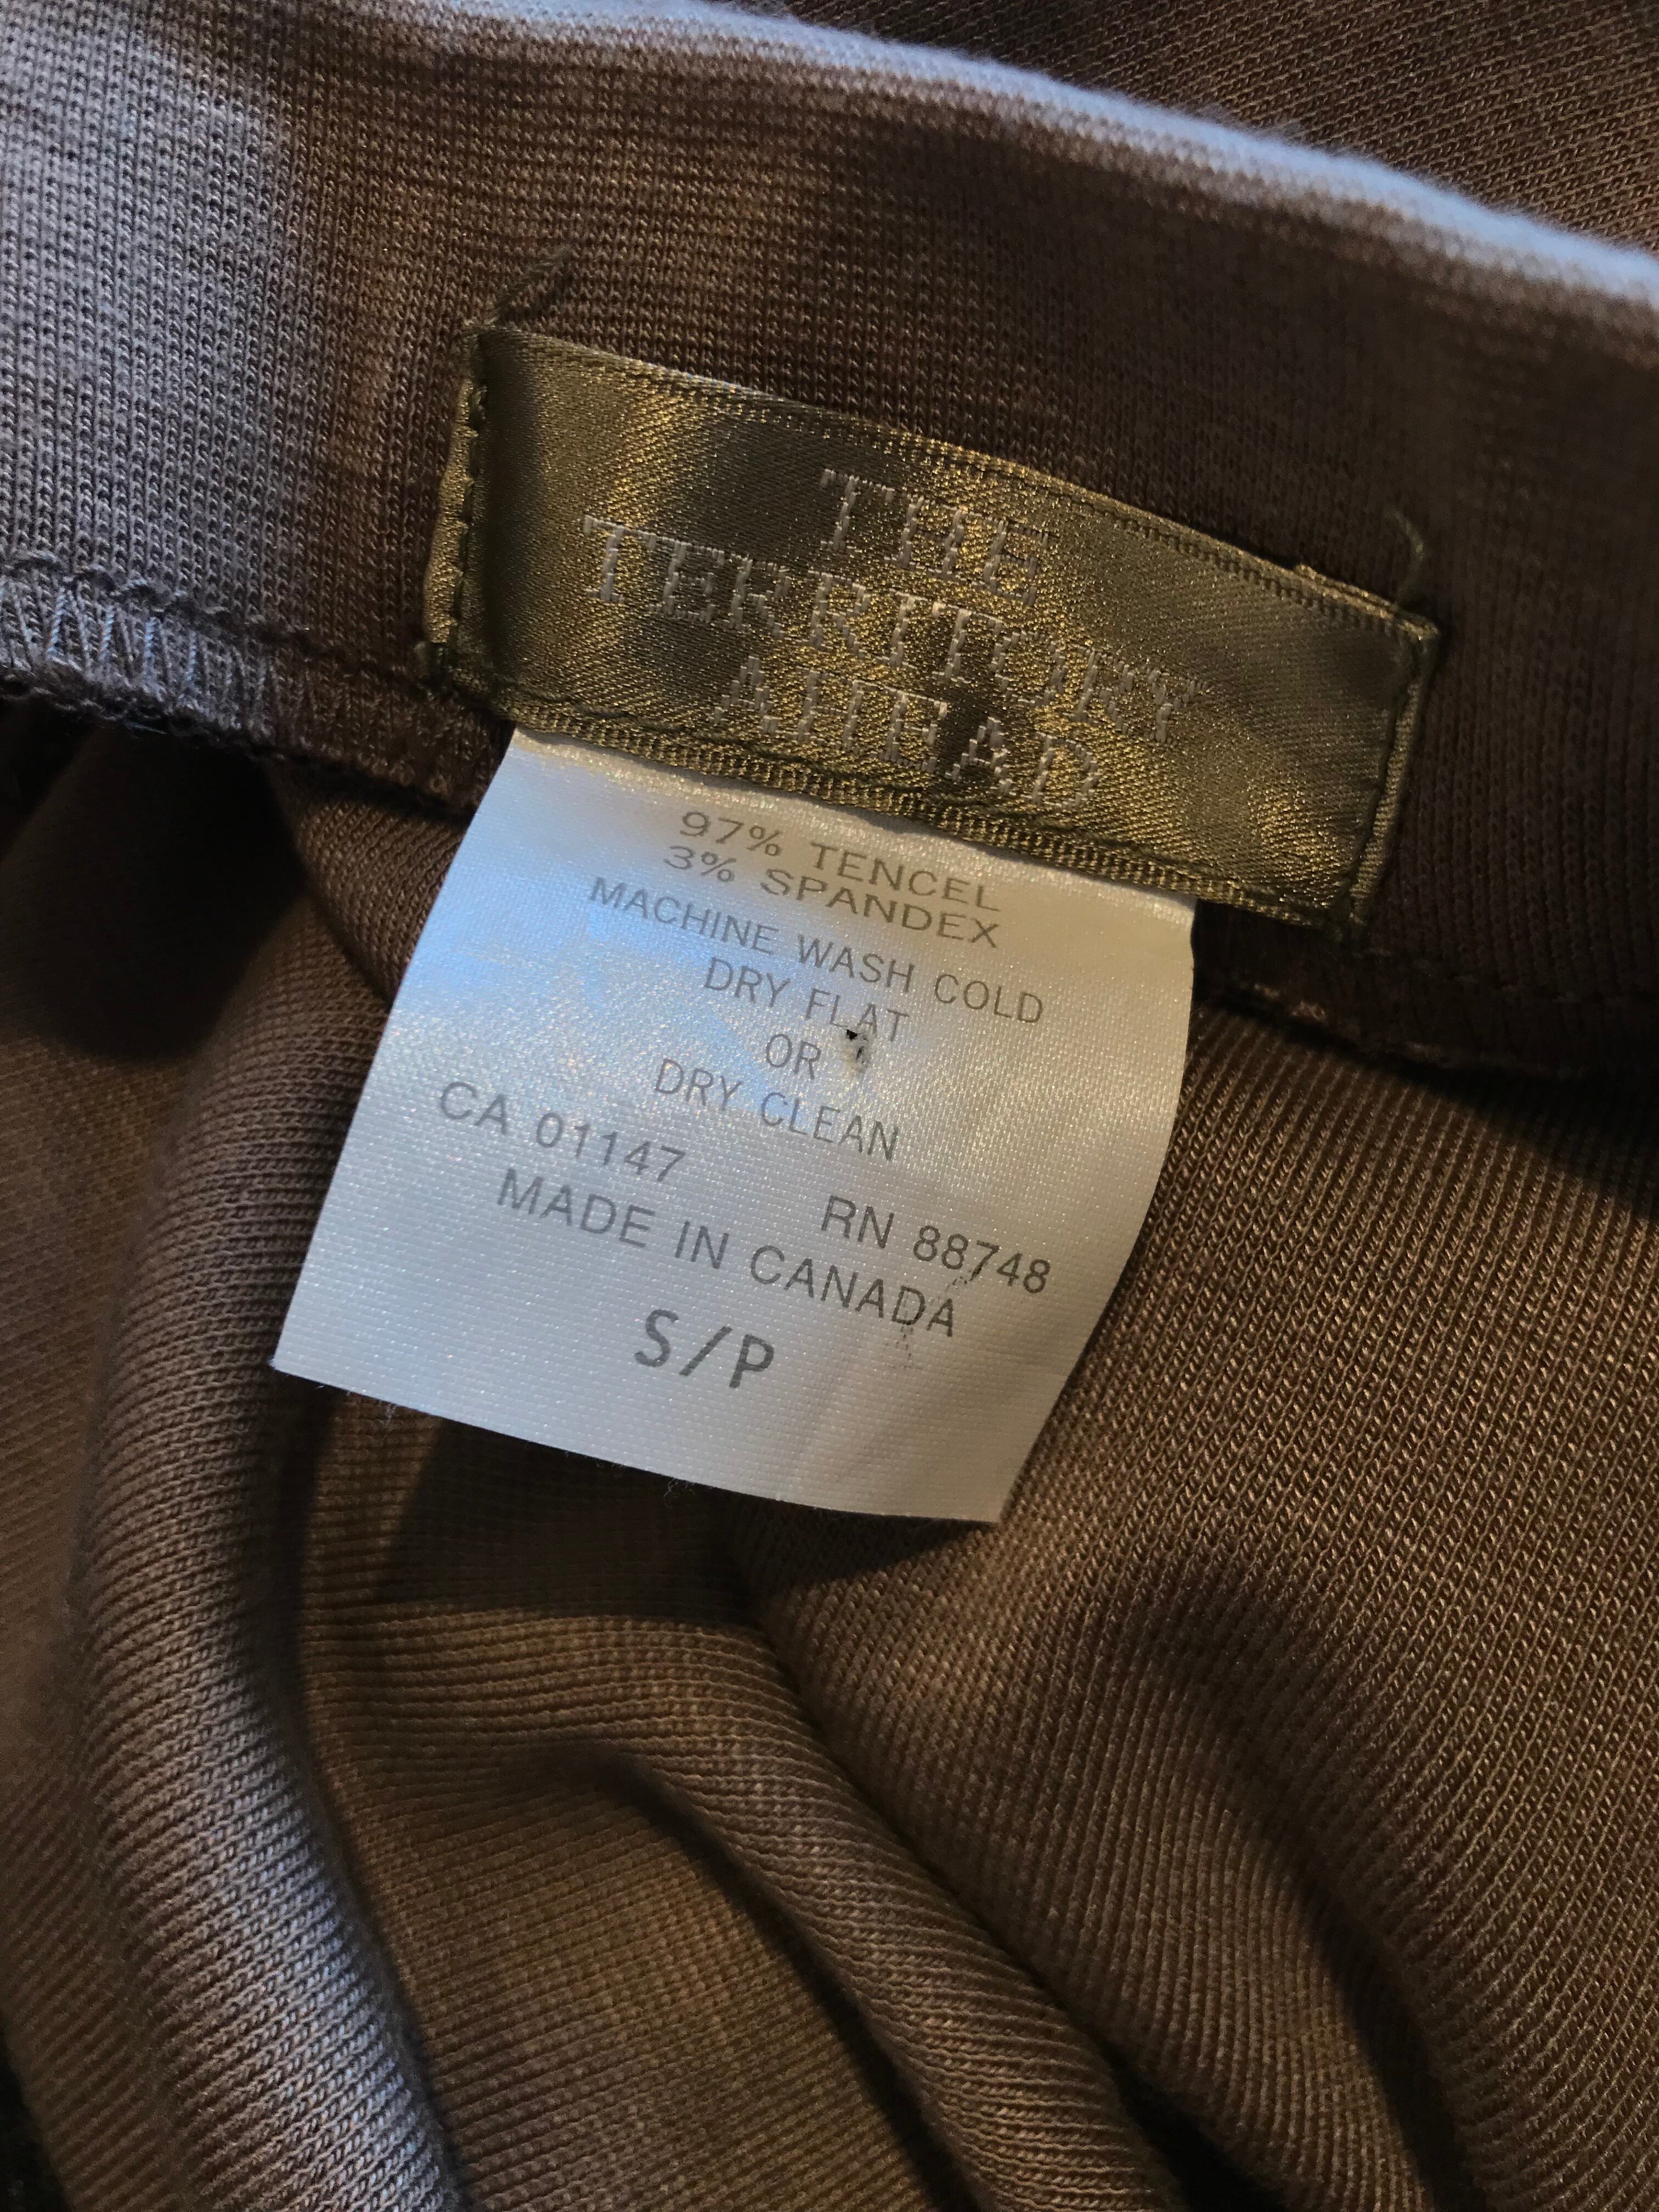 THE
TERRITORY
AHEAD
97% TENCEL
3% SPANDEX
MACHINE WASH COLD
DRY FLAT
OR
DRY CLEAN
CA 01147 RN 88748
MADE IN CANADA
S/P